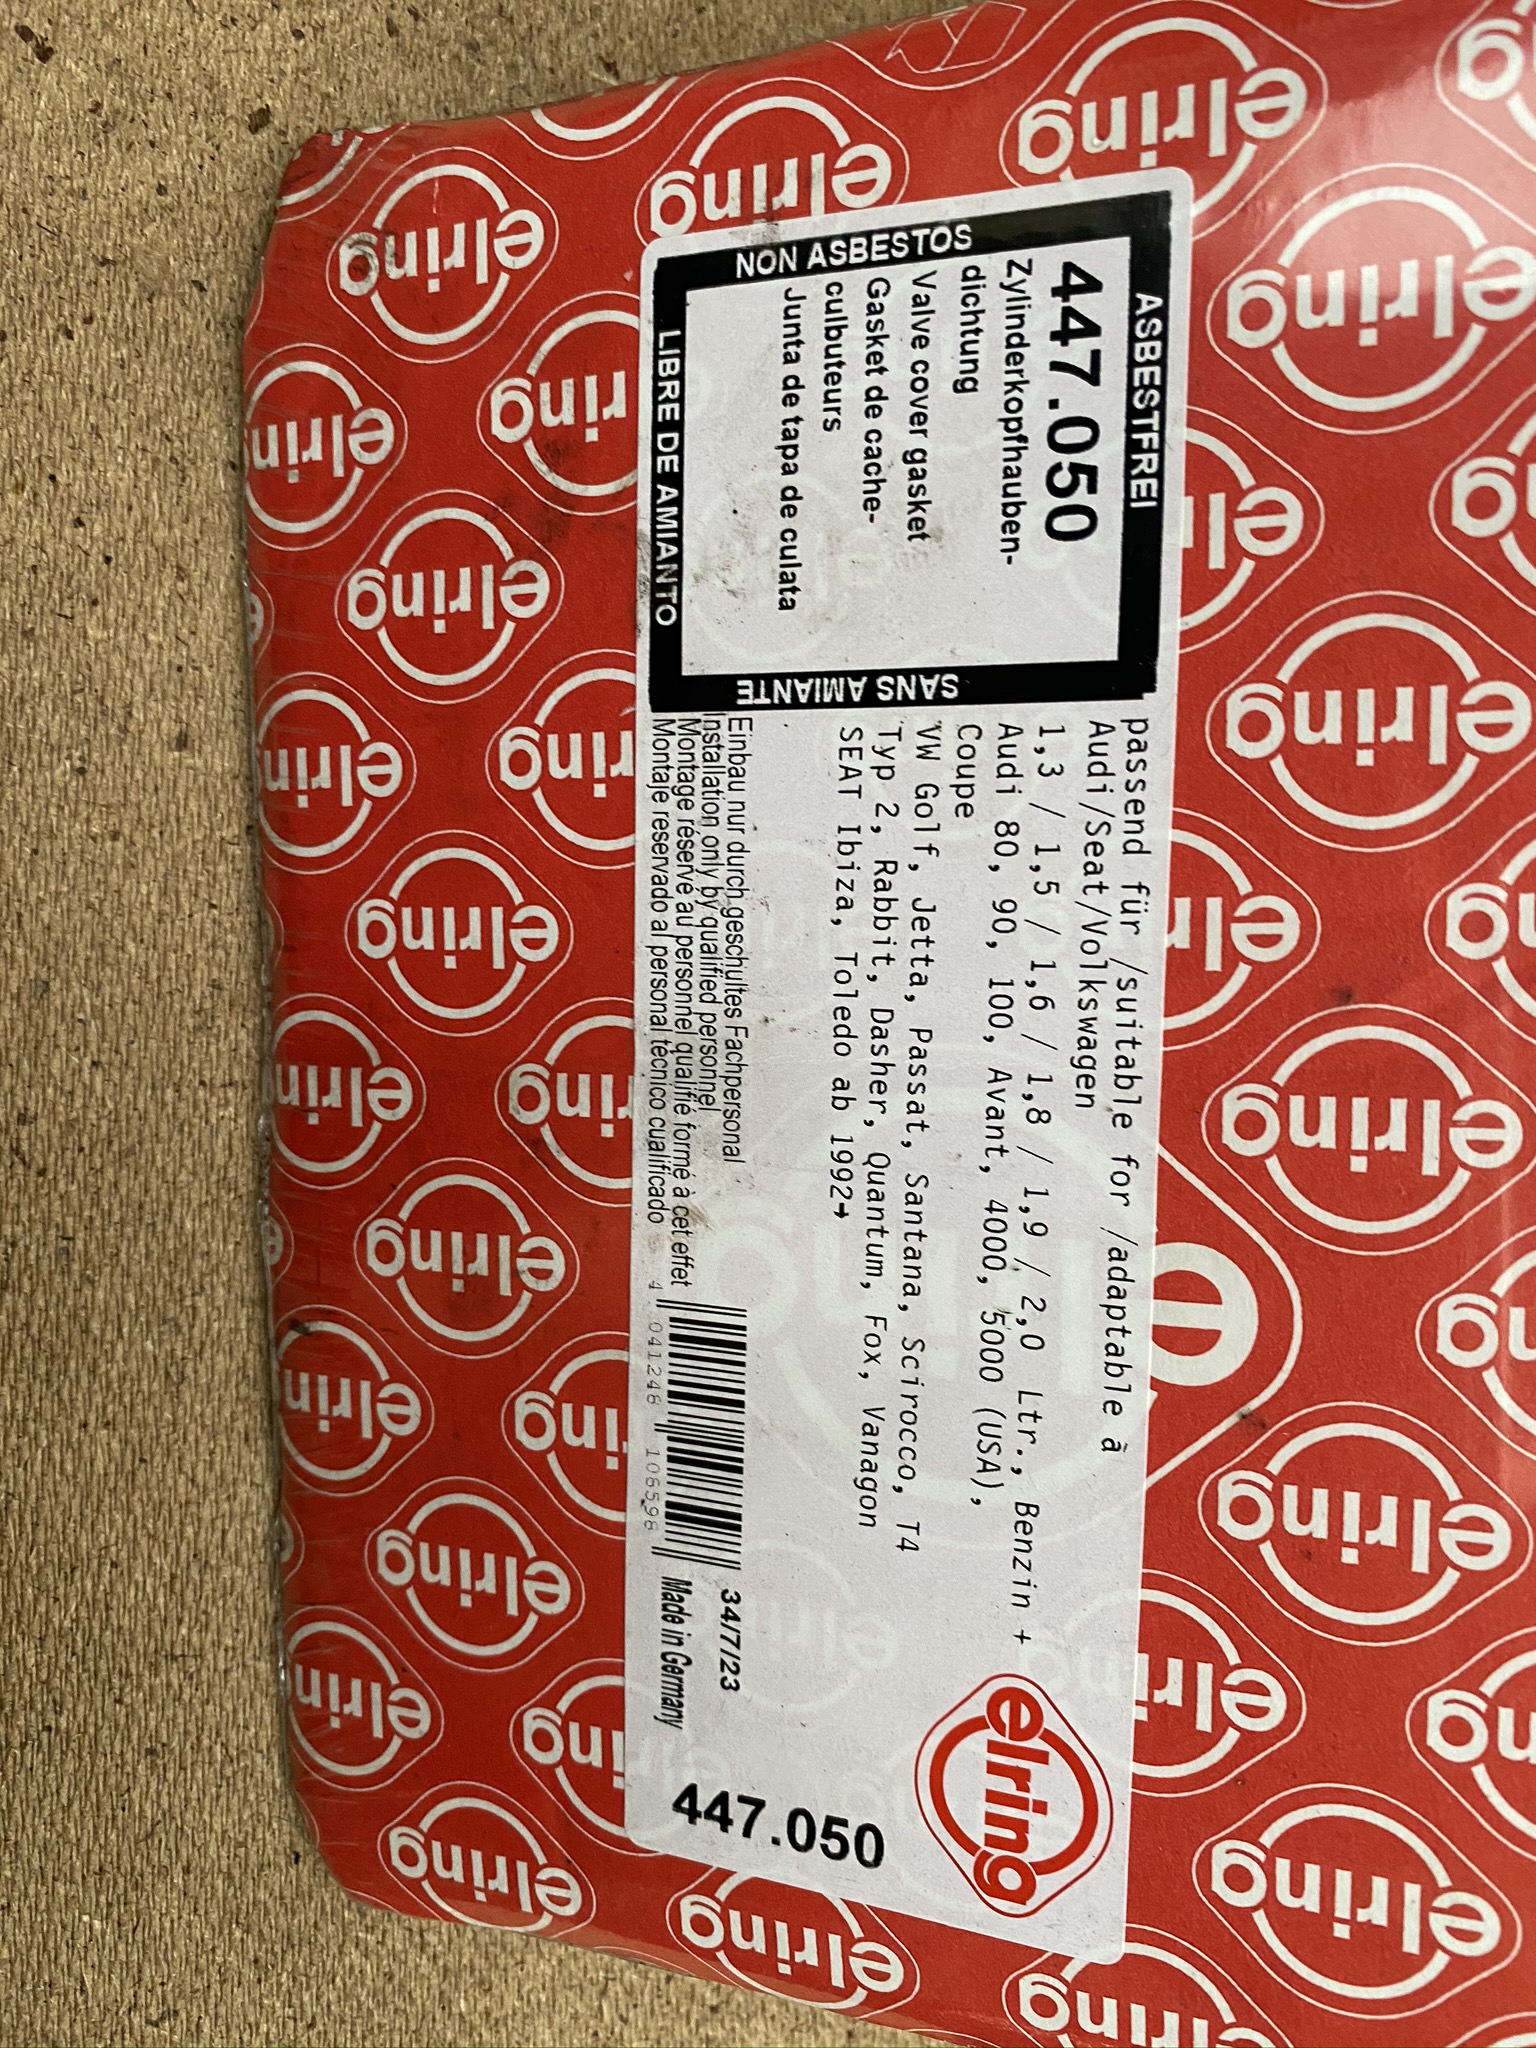 ASBESTFREI
NON ASBESTOS
447.050
Zylinderkopfhauben-
dichtung
Valve cover gasket
Gasket de cache-
culbuteurs
Junta de tapa de culata
SANS AMIANTE
LIBRE DE AMIANTO
passend für /suitable for /adaptable à
Audi/Seat/Volkswagen
1,3 / 1,5 / 1,6 / 1,8 / 1,9 / 2,0 Ltr., Benzin +
Audi 80, 90, 100, Avant, 4000, 5000 (USA),
Coupe
VW Golf, Jetta, Passat, Santana, Scirocco, T4
Typ 2, Rabbit, Dasher, Quantum, Fox, Vanagon
SEAT Ibiza, Toledo ab 1992→
Einbau nur durch geschultes Fachpersonal
Installation only by qualified personnel
Montage réservé au personnel qualifié formé à cet effet
Montaje reservado al personal técnico cualificado
4 041248 106596
34/7/23
Made in Germany
elring
447.050
elring